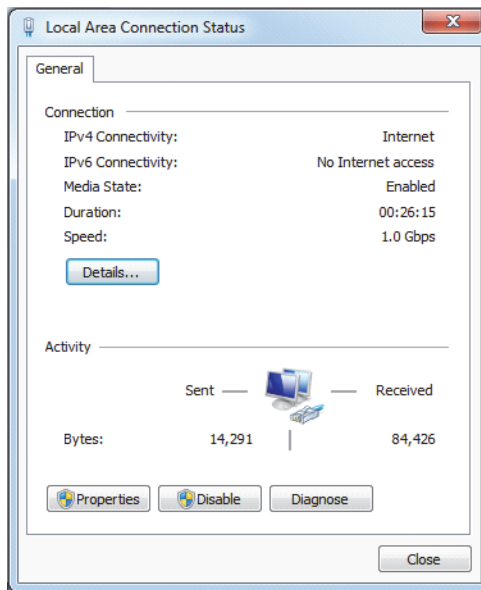 Local Area Connection Status
General
Connection
IPv4 Connectivity: Internet
IPv6 Connectivity: No Internet access
Media State: Enabled
Duration: 00:26:15
Speed: 1.0 Gbps
Details...
Activity
Sent Received
Bytes: 14,291 84,426
Properties Disable Diagnose
Close